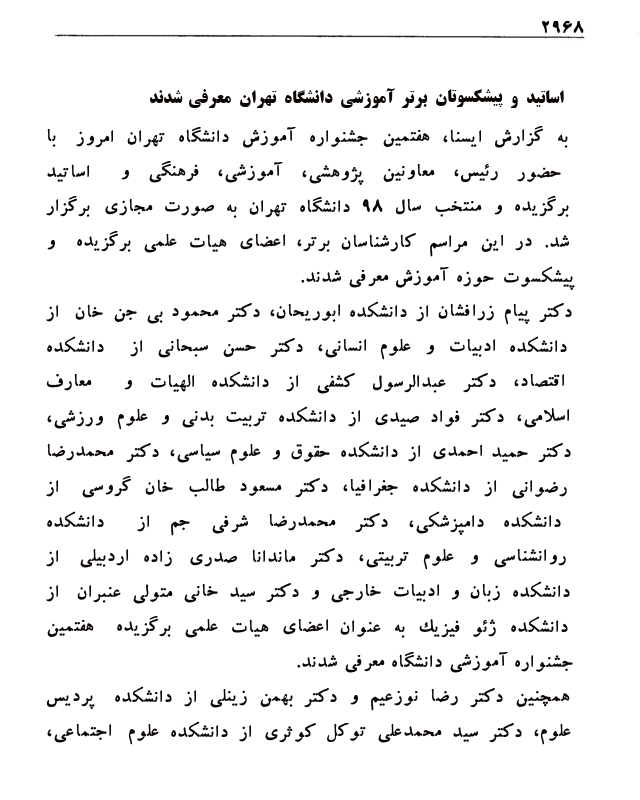 ۲۹۶۸
اساتید و پیشکسوتان برتر آموزشی دانشگاه تهران معرفی شدند
به گزارش ایسنا، هفتمین جشنواره آموزش دانشگاه تهران امروز با
حضور رئیس، معاونین پژوهشی، آموزشی، فرهنگی و اساتید
برگزیده و منتخب سال ۹۸ دانشگاه تهران به صورت مجازی برگزار
شد. در این مراسم کارشناسان برتر، اعضای هیات علمی برگزیده و
پیشکسوت حوزه آموزش معرفی شدند.
دکتر پیام زرافشان از دانشکده ابوریحان، دکتر محمود بی جن خان از
دانشکده ادبیات و علوم انسانی، دکتر حسن سبحانی از دانشکده
اقتصاد، دکتر عبدالرسول کشفی از دانشکده الهیات و معارف
اسلامی، دکتر فواد صیدی از دانشکده تربیت بدنی و علوم ورزشی،
دکتر حمید احمدی از دانشکده حقوق و علوم سیاسی، دکتر محمدرضا
رضوانی از دانشکده جغرافیا، دکتر مسعود طالب خان گروسی از
دانشکده دامپزشکی، دکتر محمدرضا شرفی جم از دانشکده
روانشناسی و علوم تربیتی، دکتر ماندانا صدری زاده اردبیلی از
دانشکده زبان و ادبیات خارجی و دکتر سید خانی متولی عنبران از
دانشکده ژئو فیزیك به عنوان اعضای هیات علمی برگزیده هفتمین
جشنواره آموزشی دانشگاه معرفی شدند.
همچنین دکتر رضا نوزعیم و دکتر بهمن زینلی از دانشکده پردیس
علوم، دکتر سید محمدعلی توکل کوثری از دانشکده علوم اجتماعی،